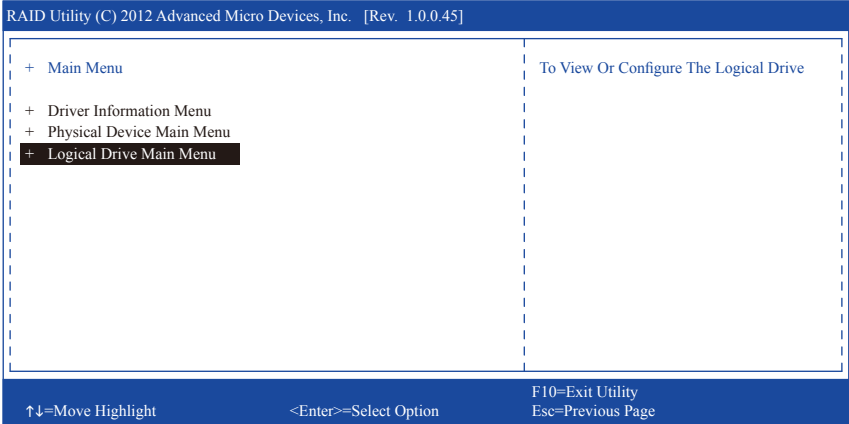 RAID Utility (C) 2012 Advanced Micro Devices, Inc. [Rev. 1.0.0.45]
+ Main Menu
+ Driver Information Menu
+ Physical Device Main Menu
+ Logical Drive Main Menu
To View Or Configure The Logical Drive
F10=Exit Utility
↑↓=Move Highlight <Enter>=Select Option Esc=Previous Page